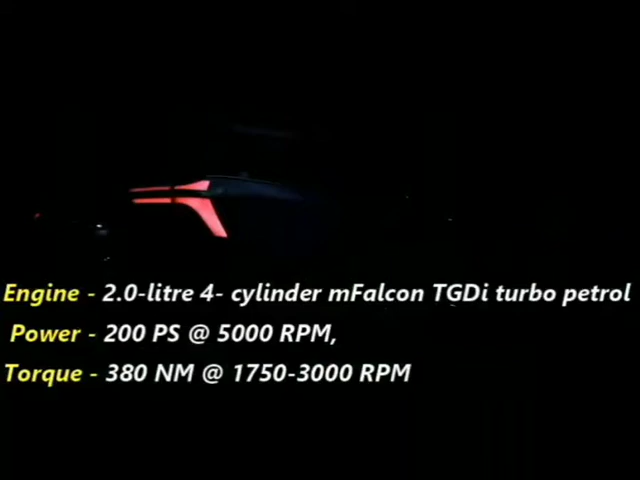 Engine - 2.0-litre 4- cylinder mFalcon TGDi turbo petrol
Power - 200 PS @ 5000 RPM,
Torque - 380 NM @ 1750-3000 RPM